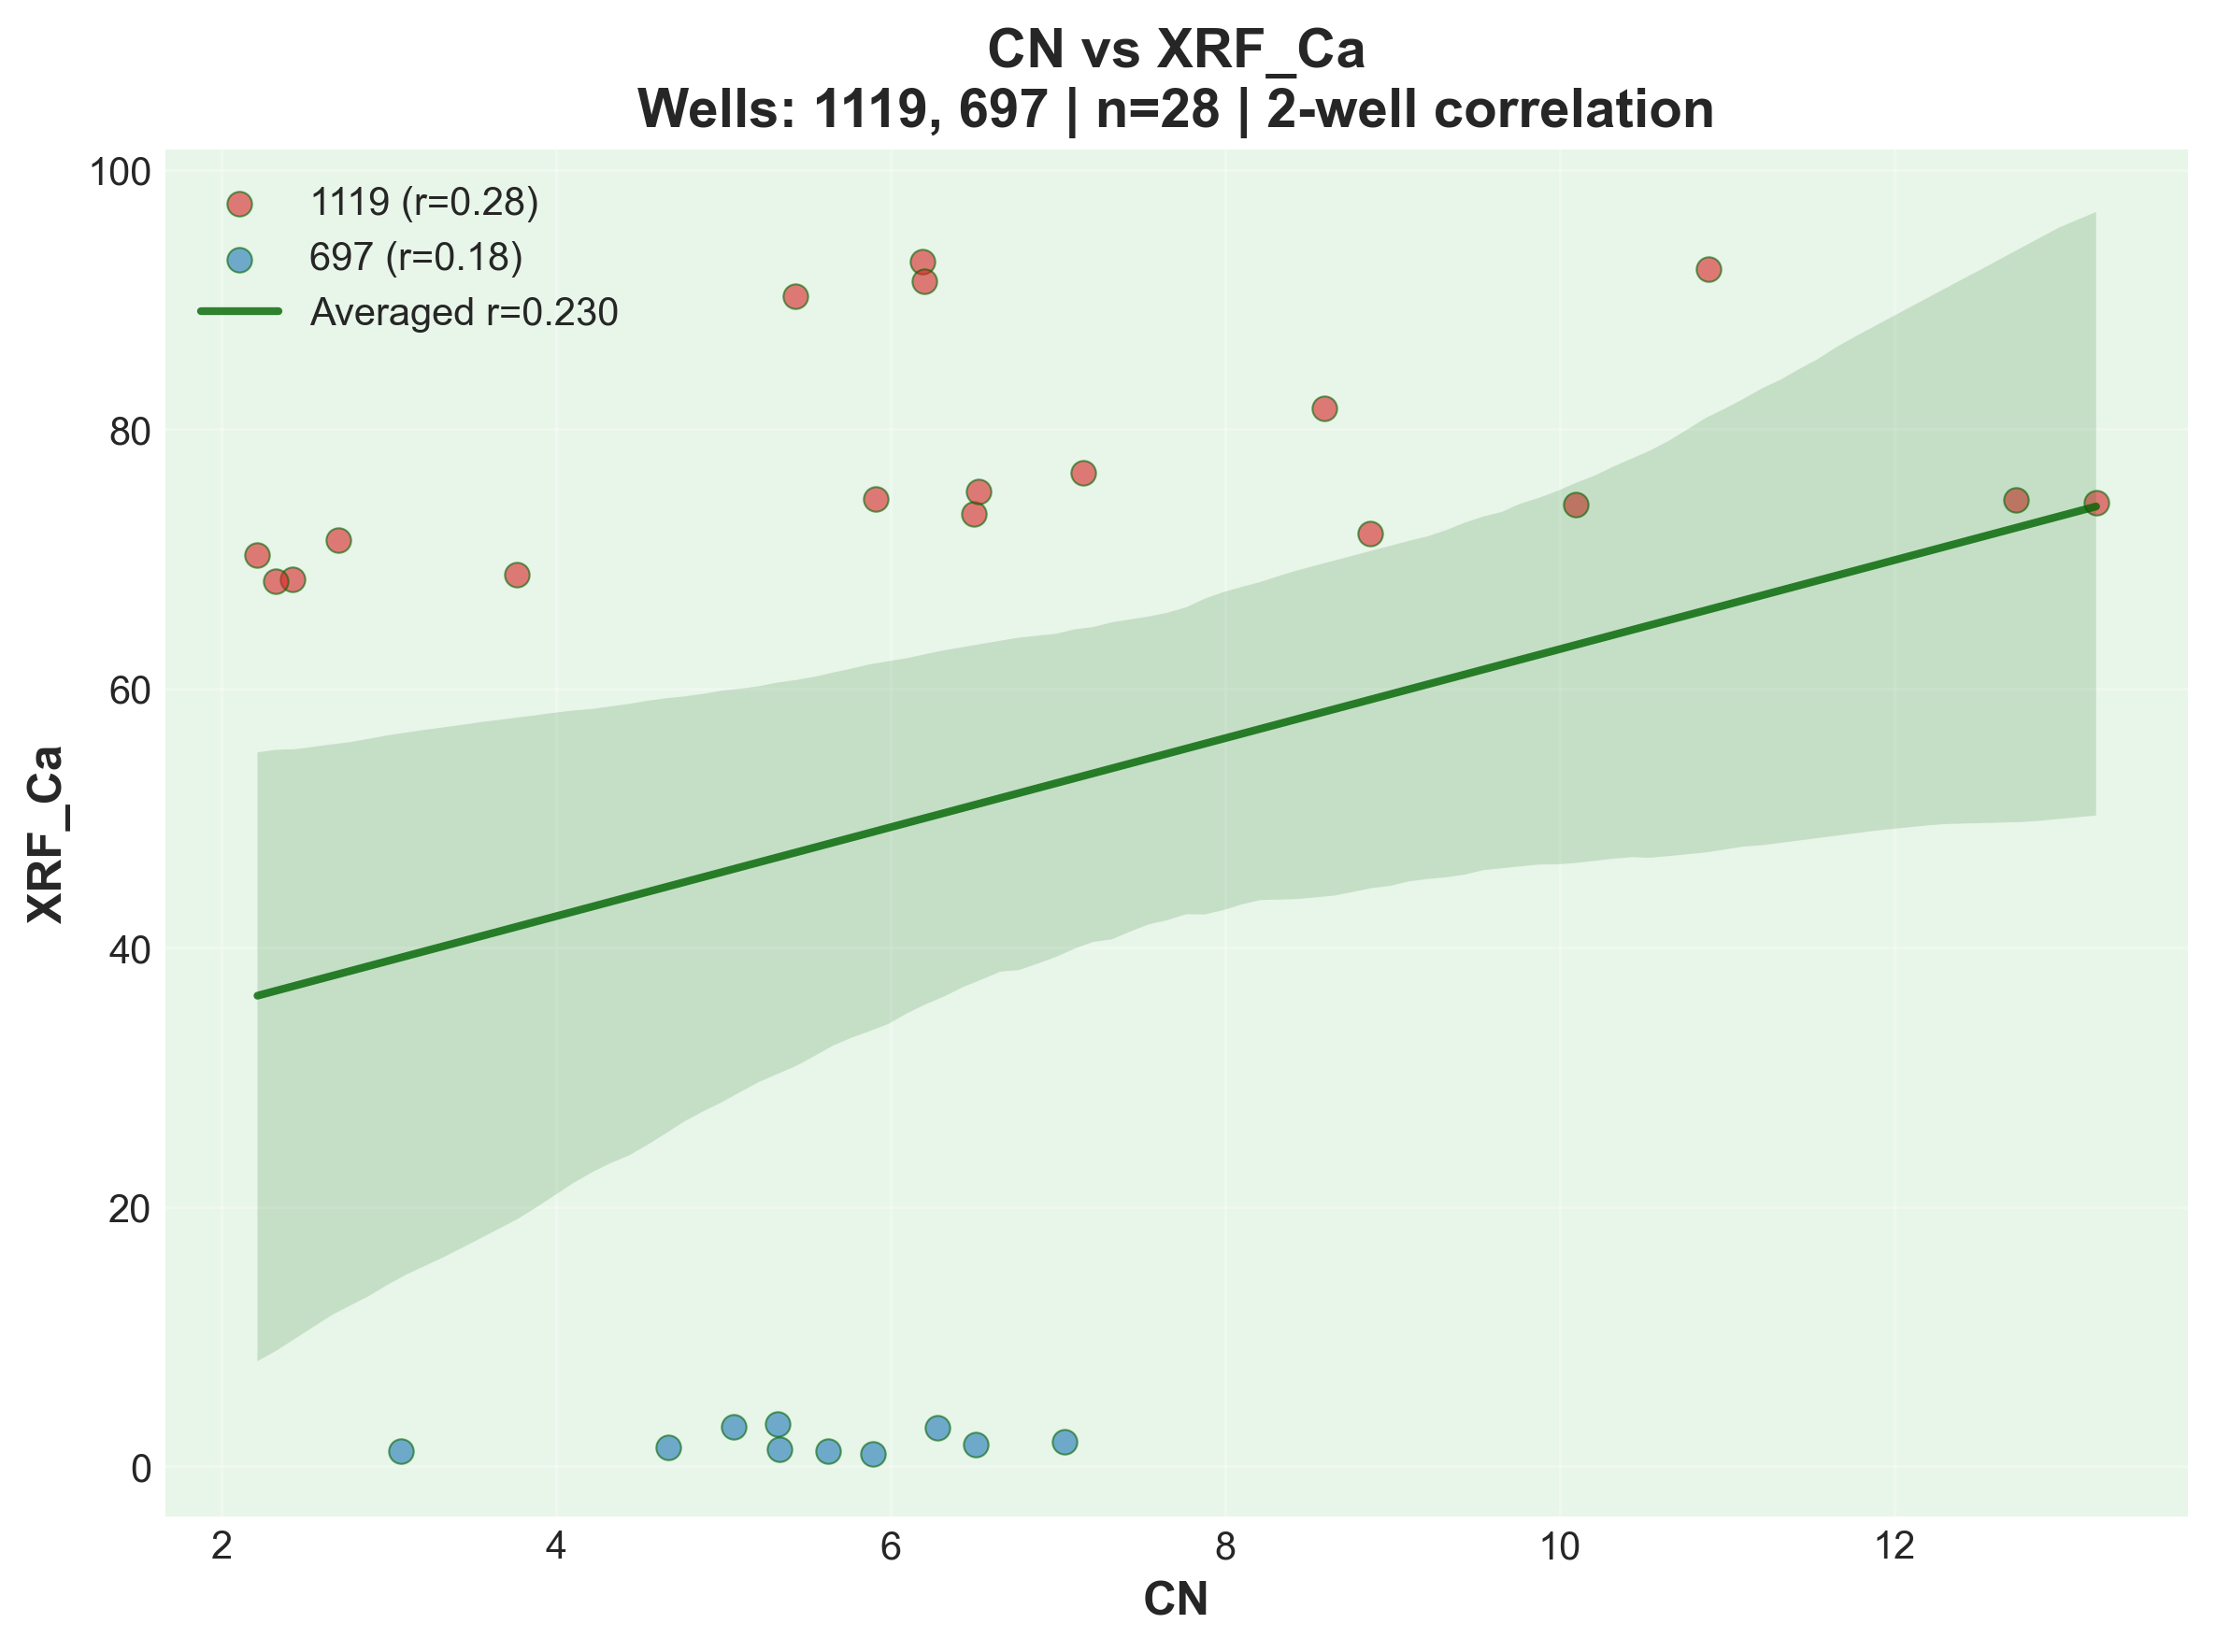 CN vs XRF_Ca
Wells: 1119, 697 | n=28 | 2-well correlation
1119 (r=0.28)
697 (r=0.18)
Averaged r=0.230
XRF_Ca
100
80
60
40
20
0
2 4 6 8 10 12
CN